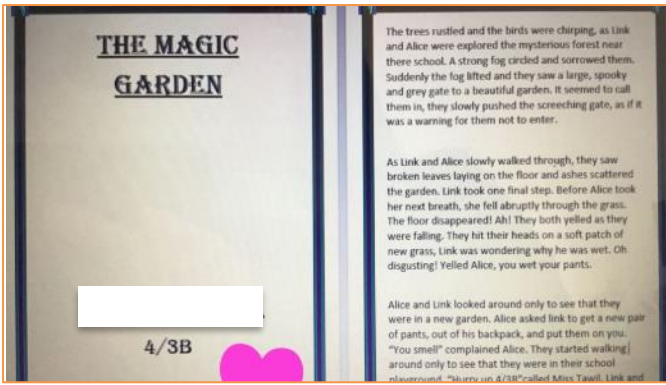 THE MAGIC
GARDEN
4/3B
The trees rustled and the birds were chirping, as Link
and Alice were explored the mysterious forest near
there school. A strong fog circled and sorrowed them.
Suddenly the fog lifted and they saw a large, spooky
and grey gate to a beautiful garden. It seemed to call
them in, they slowly pushed the screeching gate, as if it
was a warning for them not to enter.
As Link and Alice slowly walked through, they saw
broken leaves laying on the floor and ashes scattered
the garden. Link took one final step. Before Alice took
her next breath, she fell abruptly through the grass.
The floor disappeared! Ah! They both yelled as they
were falling. They hit their heads on a soft patch of
new grass, Link was wondering why he was wet. Oh
disgusting! Yelled Alice, you wet your pants.
Alice and Link looked around only to see that they
were in a new garden. Alice asked link to get a new pair
of pants, out of his backpack, and put them on you.
"You smell" complained Alice. They started walking
around only to see that they were in their school
playground. "Hurry up 4/3B"called Miss Tawil. Link and